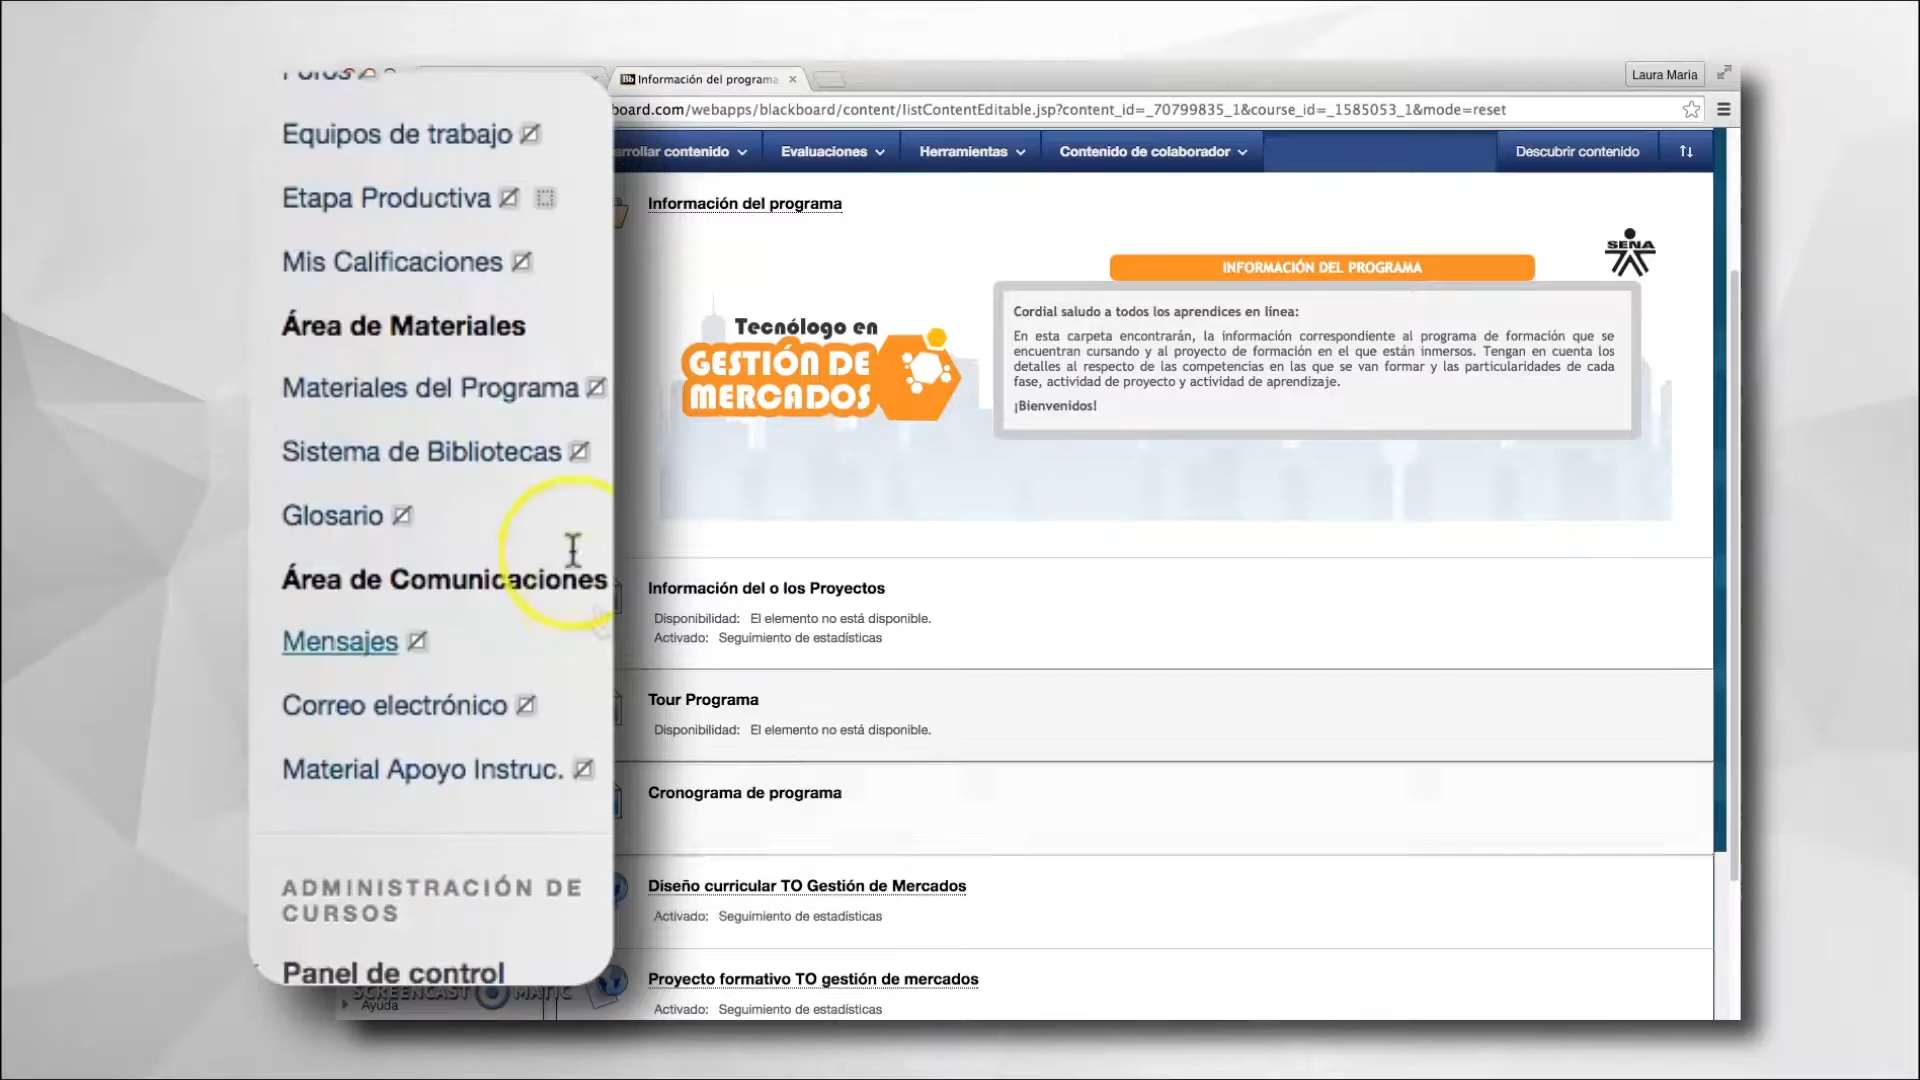 Foros
Equipos de trabajo
Etapa Productiva
Mis Calificaciones
Área de Materiales
Materiales del Programa
Sistema de Bibliotecas
Glosario
Área de Comunicaciones
Mensajes
Correo electrónico
Material Apoyo Instruc.
ADMINISTRACIÓN DE
CURSOS
Panel de control
SCREENCAST MATIC
Ayuda
Bb Información del programa
Laura Maria
board.com/webapps/blackboard/content/listContentEditable.jsp?content_id=_70799835_1&course_id=_1585053_1&mode=reset
arrollar contenido
Evaluaciones
Herramientas
Contenido de colaborador
Descubrir contenido
Información del programa
SENA
INFORMACIÓN DEL PROGRAMA
Tecnólogo en
GESTIÓN DE
MERCADOS
Cordial saludo a todos los aprendices en línea:
En esta carpeta encontrarán, la información correspondiente al programa de formación que se
encuentran cursando y al proyecto de formación en el que están inmersos. Tengan en cuenta los
detalles al respecto de las competencias en las que se van formar y las particularidades de cada
fase, actividad de proyecto y actividad de aprendizaje.
¡Bienvenidos!
Información del o los Proyectos
Disponibilidad: El elemento no está disponible.
Activado: Seguimiento de estadísticas
Tour Programa
Disponibilidad: El elemento no está disponible.
Cronograma de programa
Diseño curricular TO Gestión de Mercados
Activado: Seguimiento de estadísticas
Proyecto formativo TO gestión de mercados
Activado: Seguimiento de estadísticas